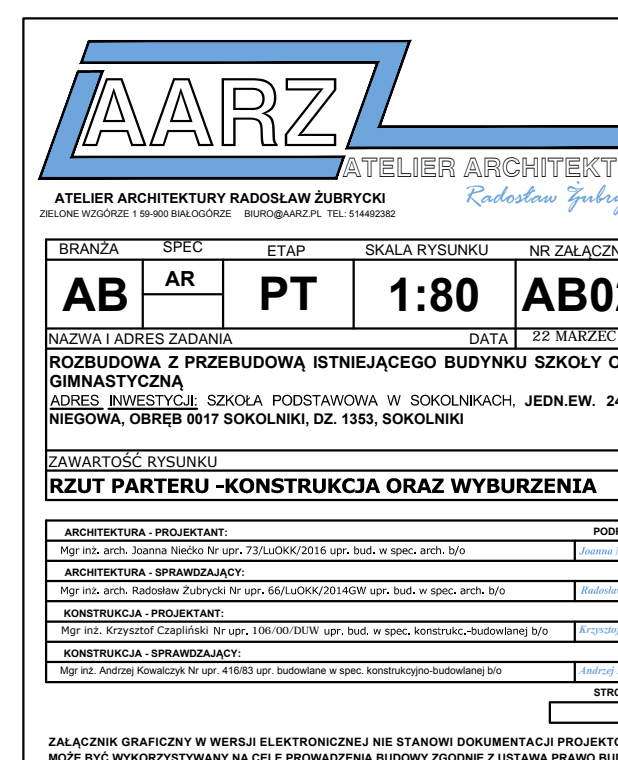 AARZ
ATELIER ARCHITEKT
ATELIER ARCHITEKTURY RADOSŁAW ŻUBRYCKI
Radosław
ZIELONE WZGÓRZE 1 59-900 BIAŁOGÓRZE BIURO@AARZ.PL TEL: 514492382
BRANŻA SPEC ETAP SKALA RYSUNKU NR ZAŁĄCZN
AB AR PT 1:80 AB02
NAZWA I ADRES ZADANIA DATA 22 MARZEC
ROZBUDOWA Z PRZEBUDOWĄ ISTNIEJĄCEGO BUDYNKU SZKOŁY O
GIMNASTYCZNĄ
ADRES INWESTYCJI: SZKOŁA PODSTAWOWA W SOKOLNIKACH, JEDN.EW. 24
NIEGOWA, OBRĘB 0017 SOKOLNIKI, DZ. 1353, SOKOLNIKI
ZAWARTOŚĆ RYSUNKU
RZUT PARTERU -KONSTRUKCJA ORAZ WYBURZENIA
ARCHITEKTURA - PROJEKTANT: PODP
Mgr inż. arch. Joanna Niećko Nr upr. 73/LuOKK/2016 upr. bud. w spec. arch. b/o Joanna
ARCHITEKTURA - SPRAWDZAJĄCY:
Mgr inż. arch. Radosław Żubrycki Nr upr. 66/LuOKK/2014GW upr. bud. w spec. arch. b/o Radosław
KONSTRUKCJA - PROJEKTANT:
Mgr inż. Krzysztof Czapliński Nr upr. 106/00/DUW upr. bud. w spec. konstrukc.-budowlanej b/o Krzysztof
KONSTRUKCJA - SPRAWDZAJĄCY:
Mgr inż. Andrzej Kowalczyk Nr upr. 416/83 upr. budowlane w spec. konstrukcyjno-budowlanej b/o Andrzej
STRO
ZAŁĄCZNIK GRAFICZNY W WERSJI ELEKTRONICZNEJ NIE STANOWI DOKUMENTACJI PROJEKTO
MOŻE BYĆ WYKORZYSTYWANY NA CELE PROWADZENIA BUDOWY ZGODNIE Z USTAWĄ PRAWO BU